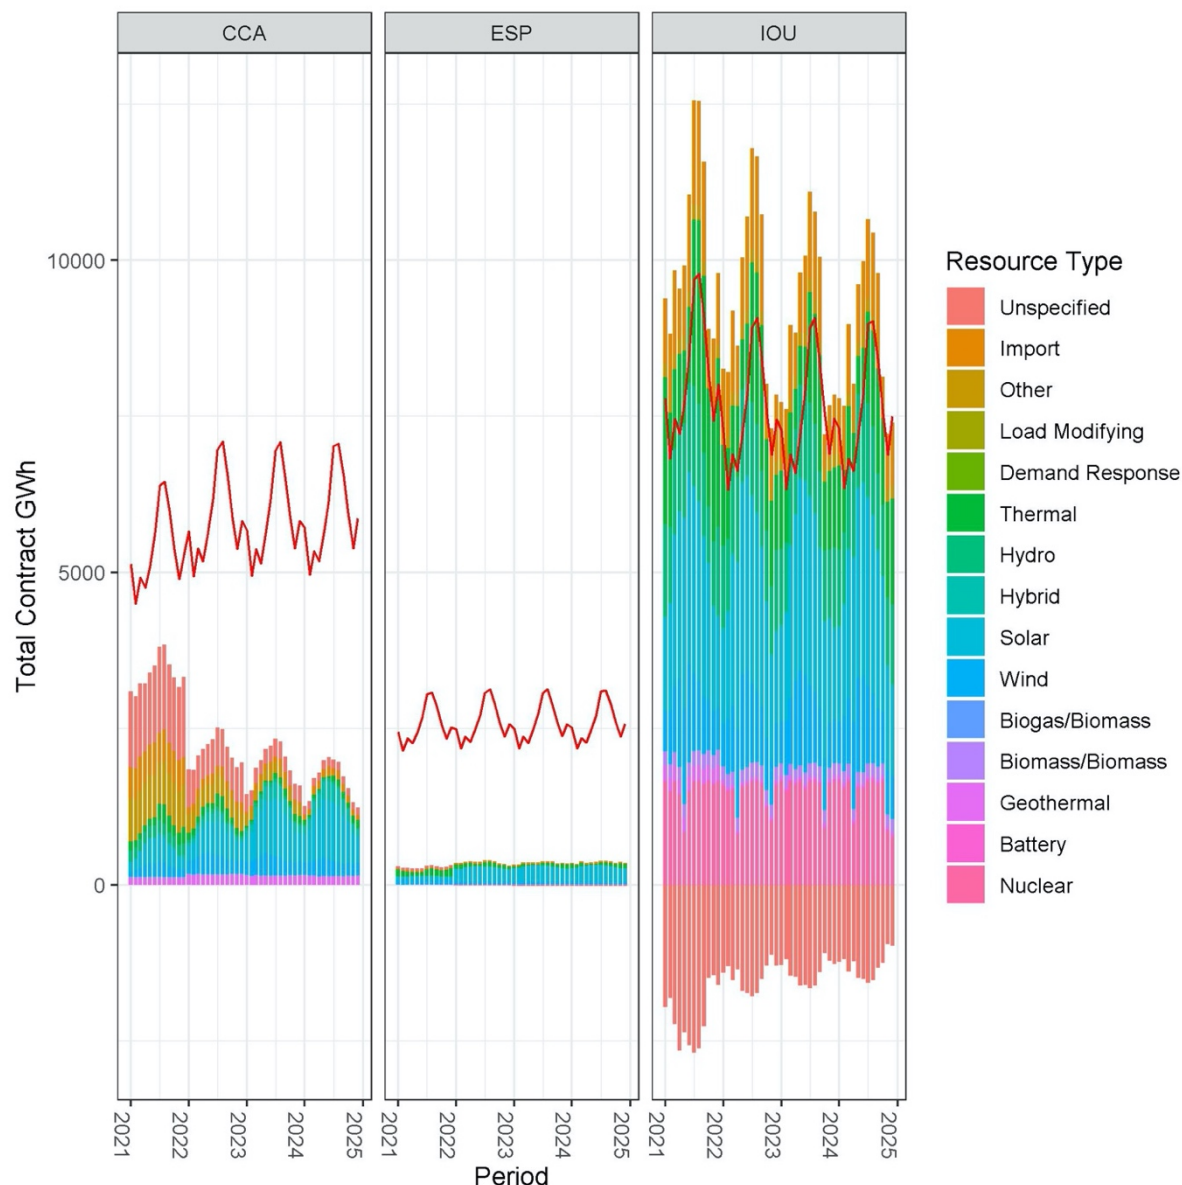 CCA
ESP
IOU
Total Contract GWh
10000
5000
0
2021
2022
2023
2024
2025
2021
2022
2023
2024
2025
2021
2022
2023
2024
2025
Period
Resource Type
Unspecified
Import
Other
Load Modifying
Demand Response
Thermal
Hydro
Hybrid
Solar
Wind
Biogas/Biomass
Biomass/Biomass
Geothermal
Battery
Nuclear